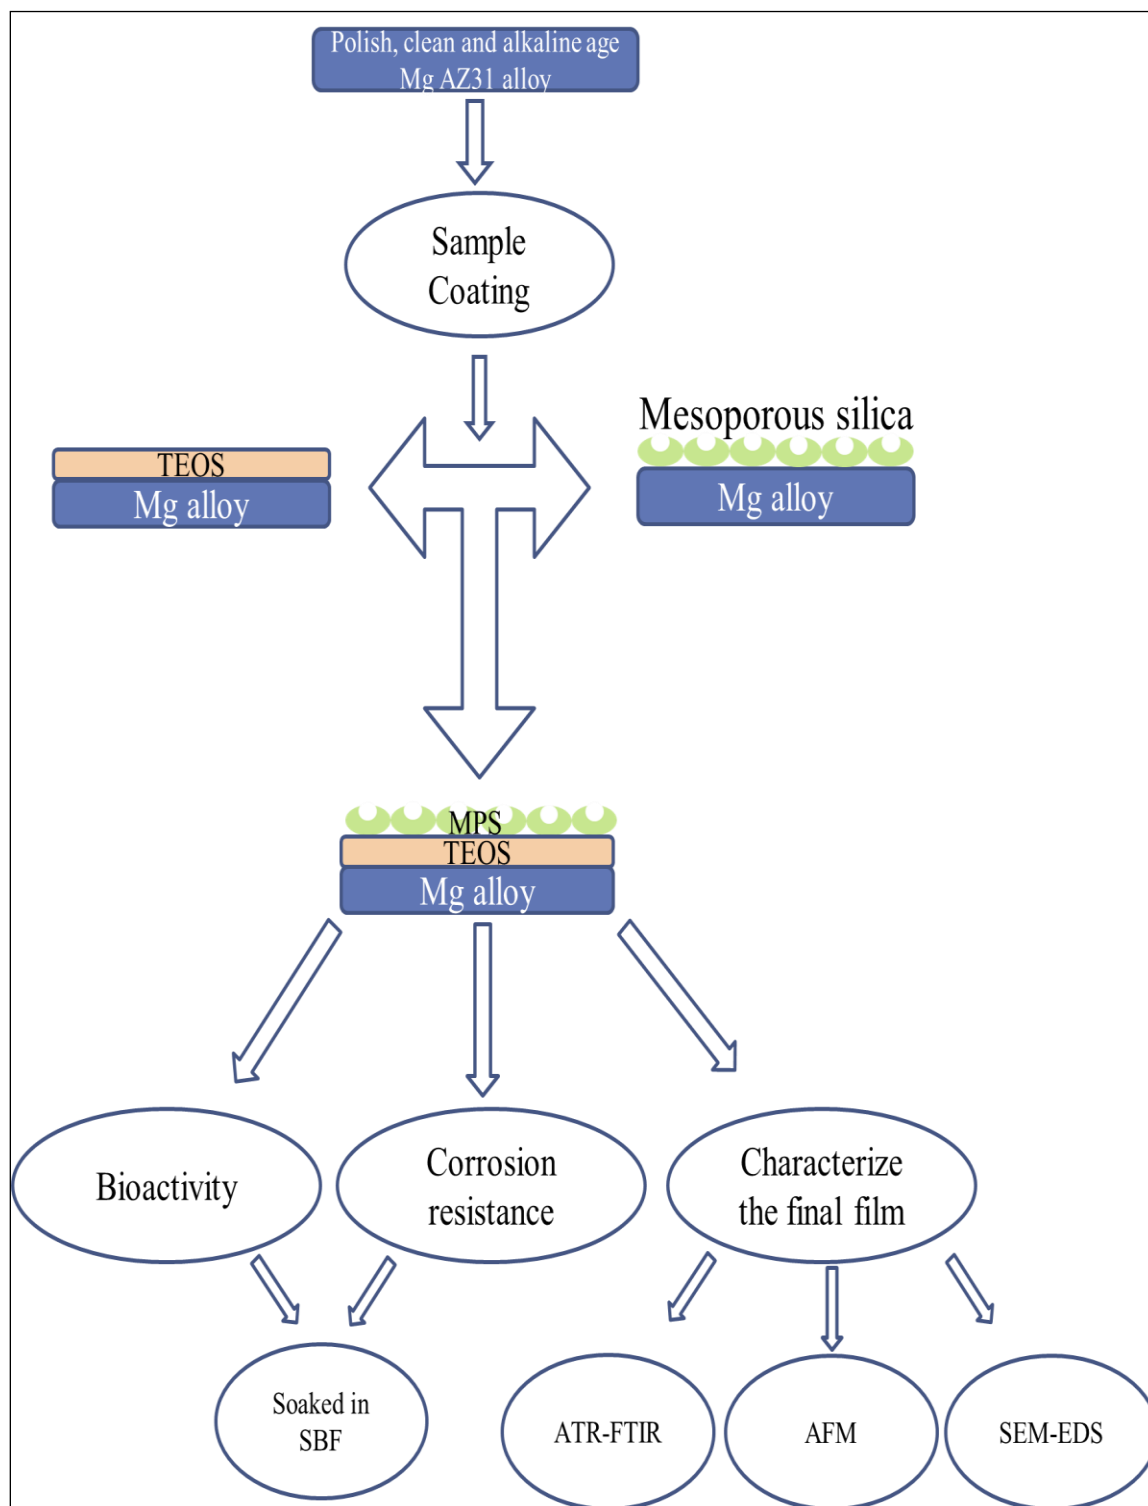 Polish, clean and alkaline age
Mg AZ31 alloy
Sample
Coating
Mesoporous silica
TEOS
Mg alloy
Mg alloy
MPS
TEOS
Mg alloy
Bioactivity
Corrosion
resistance
Characterize
the final film
Soaked in
SBF
ATR-FTIR
AFM
SEM-EDS